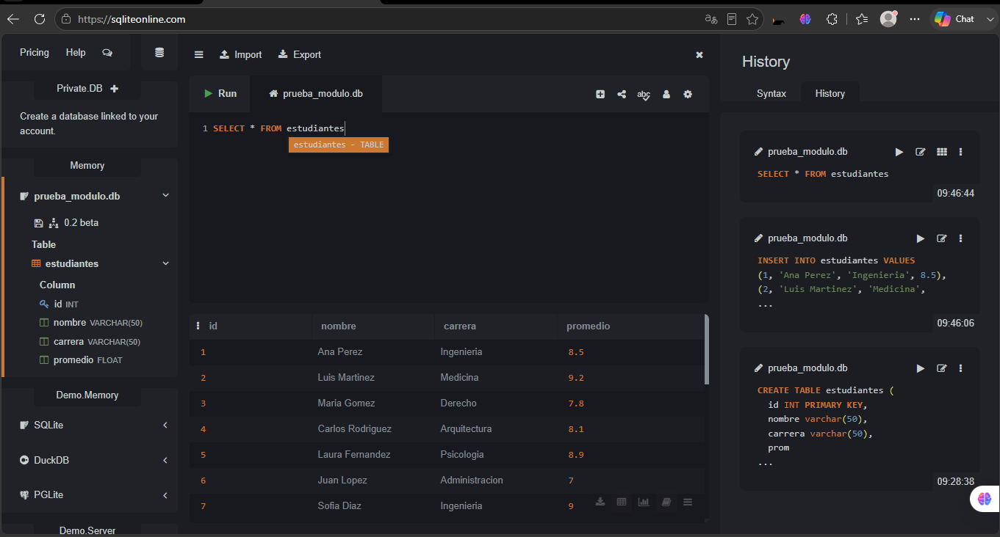 https://sqliteonline.com
Chat
Pricing
Help
Import
Export
Private.DB
Create a database linked to your
account.
Memory
prueba_modulo.db
0.2 beta
Table
estudiantes
Column
id INT
nombre VARCHAR(50)
carrera VARCHAR(50)
promedio FLOAT
Demo.Memory
SQLite
DuckDB
PGLite
Demo.Server
Run
prueba_modulo.db
abc
1 SELECT * FROM estudiantes
estudiantes - TABLE
id nombre carrera promedio
1 Ana Perez Ingenieria 8.5
2 Luis Martinez Medicina 9.2
3 Maria Gomez Derecho 7.8
4 Carlos Rodriguez Arquitectura 8.1
5 Laura Fernandez Psicologia 8.9
6 Juan Lopez Administracion 7
7 Sofia Diaz Ingenieria 9
History
Syntax
History
prueba_modulo.db
SELECT * FROM estudiantes
09:46:44
prueba_modulo.db
INSERT INTO estudiantes VALUES
(1, 'Ana Perez', 'Ingenieria', 8.5),
(2, 'Luis Martinez', 'Medicina',
...
09:46:06
prueba_modulo.db
CREATE TABLE estudiantes (
id INT PRIMARY KEY,
nombre varchar(50),
carrera varchar(50),
prom
...
09:28:38